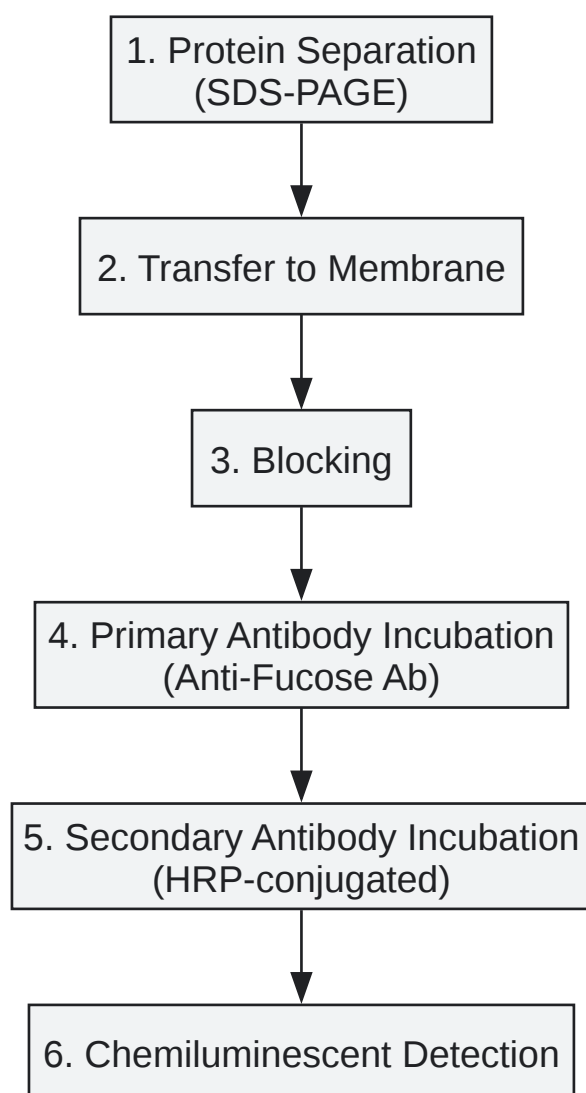 1. Protein Separation
(SDS-PAGE)
2. Transfer to Membrane
3. Blocking
4. Primary Antibody Incubation
(Anti-Fucose Ab)
5. Secondary Antibody Incubation
(HRP-conjugated)
6. Chemiluminescent Detection